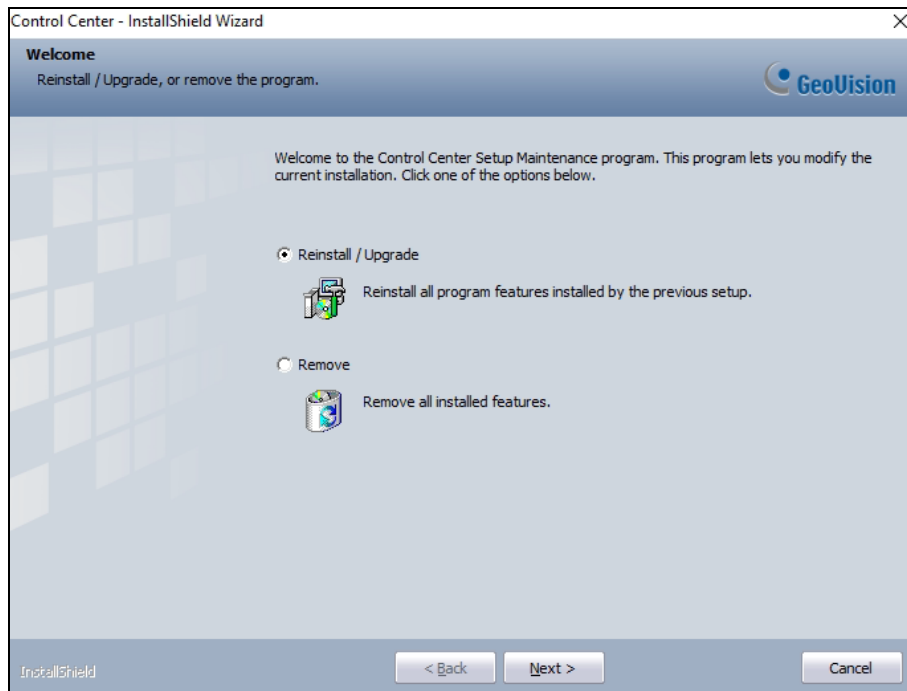 Control Center - InstallShield Wizard
Welcome
Reinstall / Upgrade, or remove the program.
GeoVision
Welcome to the Control Center Setup Maintenance program. This program lets you modify the
current installation. Click one of the options below.
Reinstall / Upgrade
Reinstall all program features installed by the previous setup.
Remove
Remove all installed features.
InstallShield
< Back
Next >
Cancel